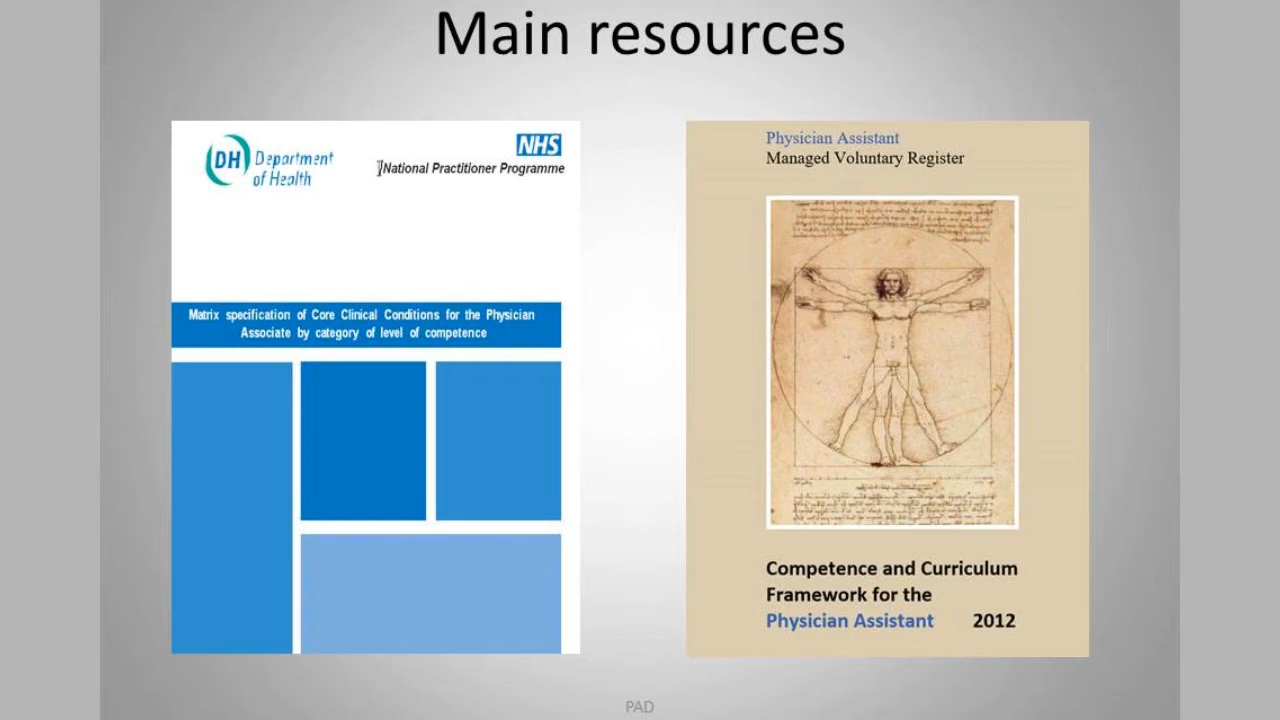 Main resources
DH Department
of Health
NHS
National Practitioner Programme
Matrix specification of Core Clinical Conditions for the Physician
Associate by category of level of competence
Physician Assistant
Managed Voluntary Register
Competence and Curriculum
Framework for the
Physician Assistant 2012
PAD